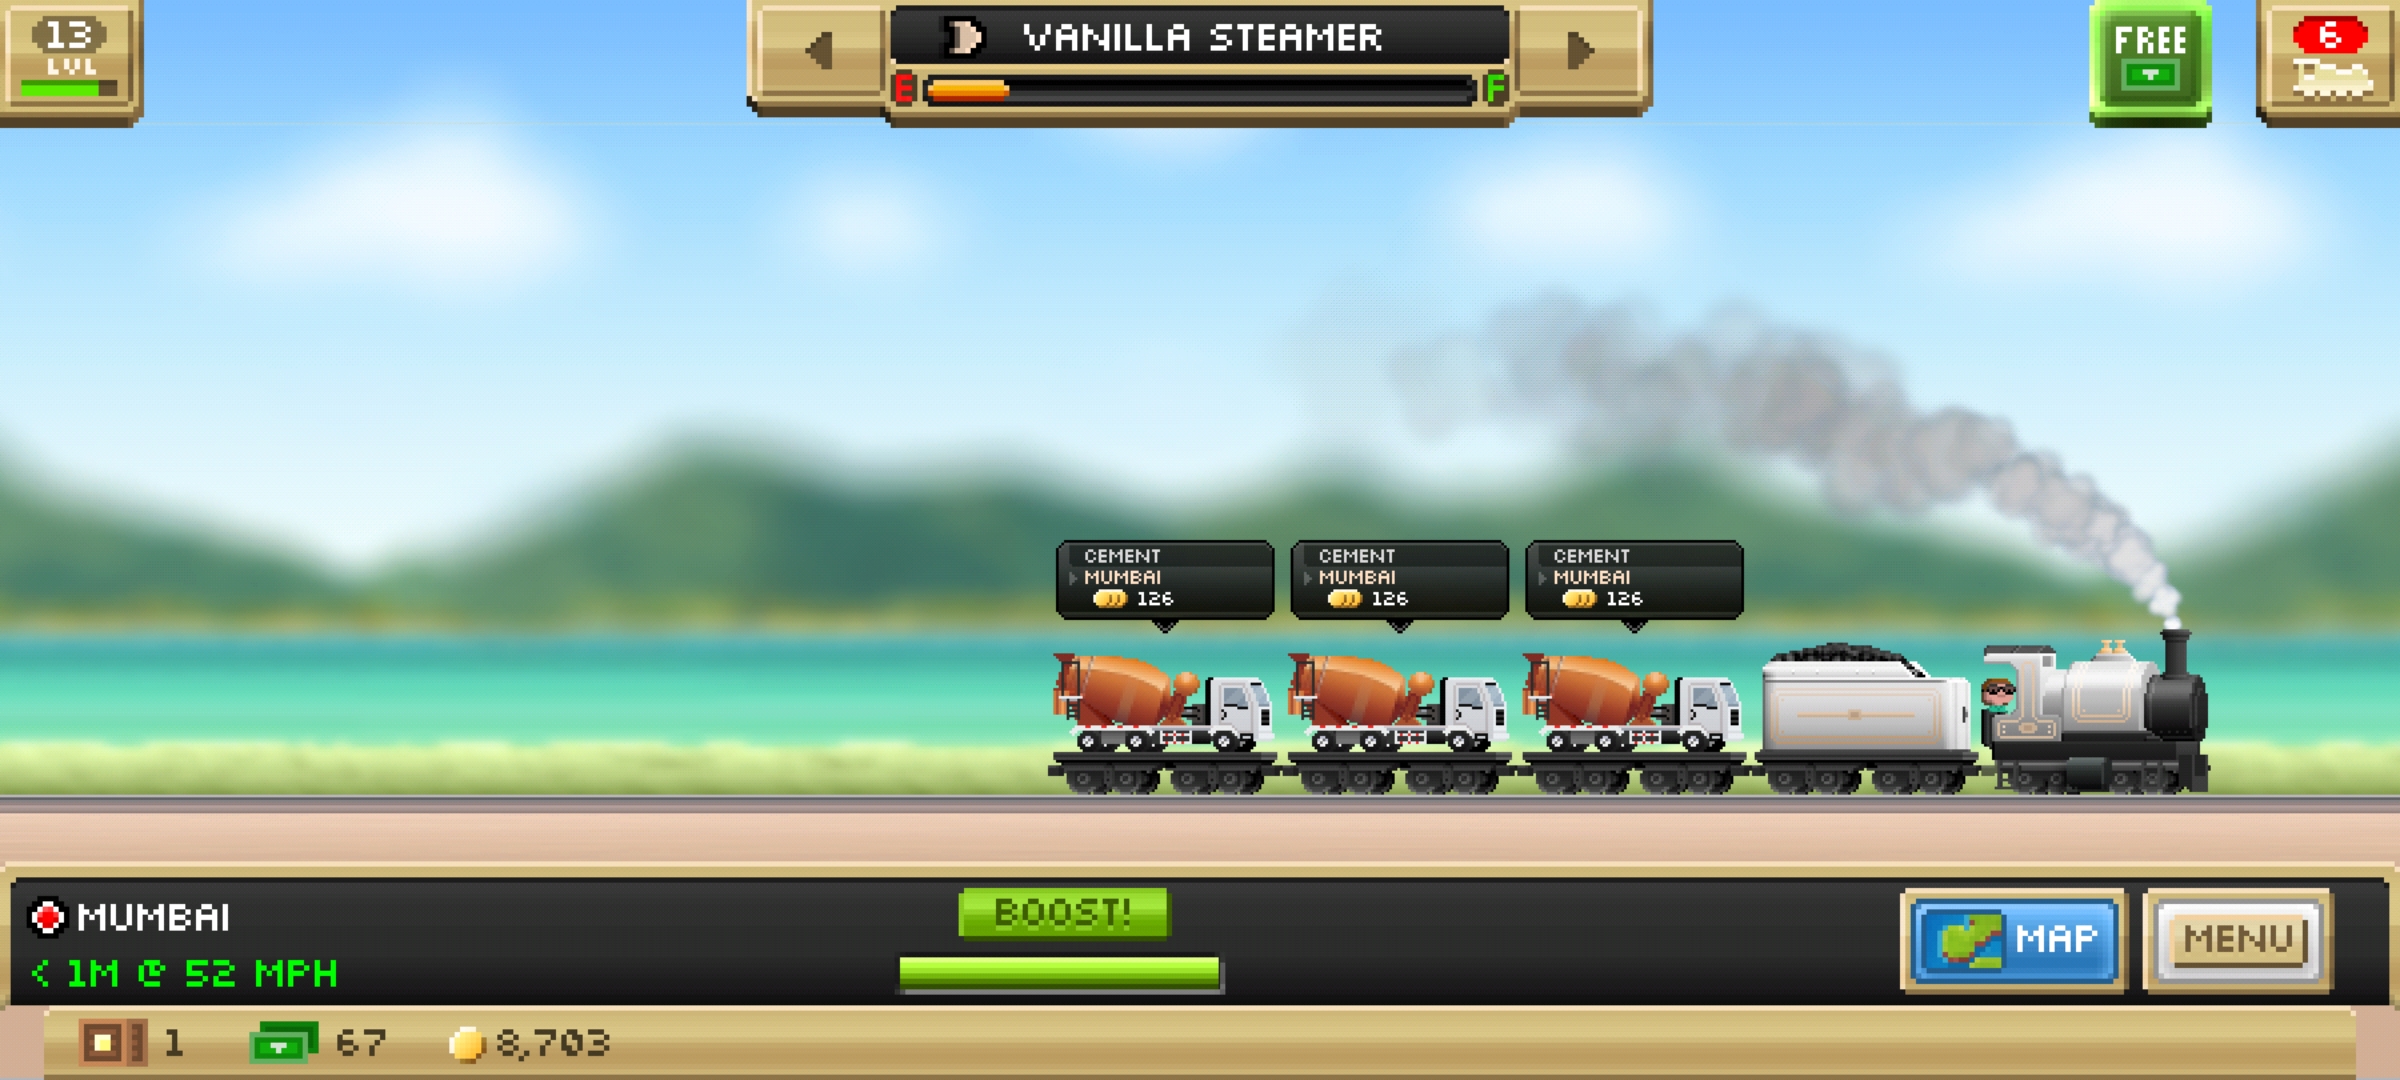 13
LVL
VANILLA STEAMER
E F
FREE
6
CEMENT
MUMBAI
126
CEMENT
MUMBAI
126
CEMENT
MUMBAI
126
MUMBAI
< 1M @ 52 MPH
BOOST!
MAP
MENU
1
67
8,703